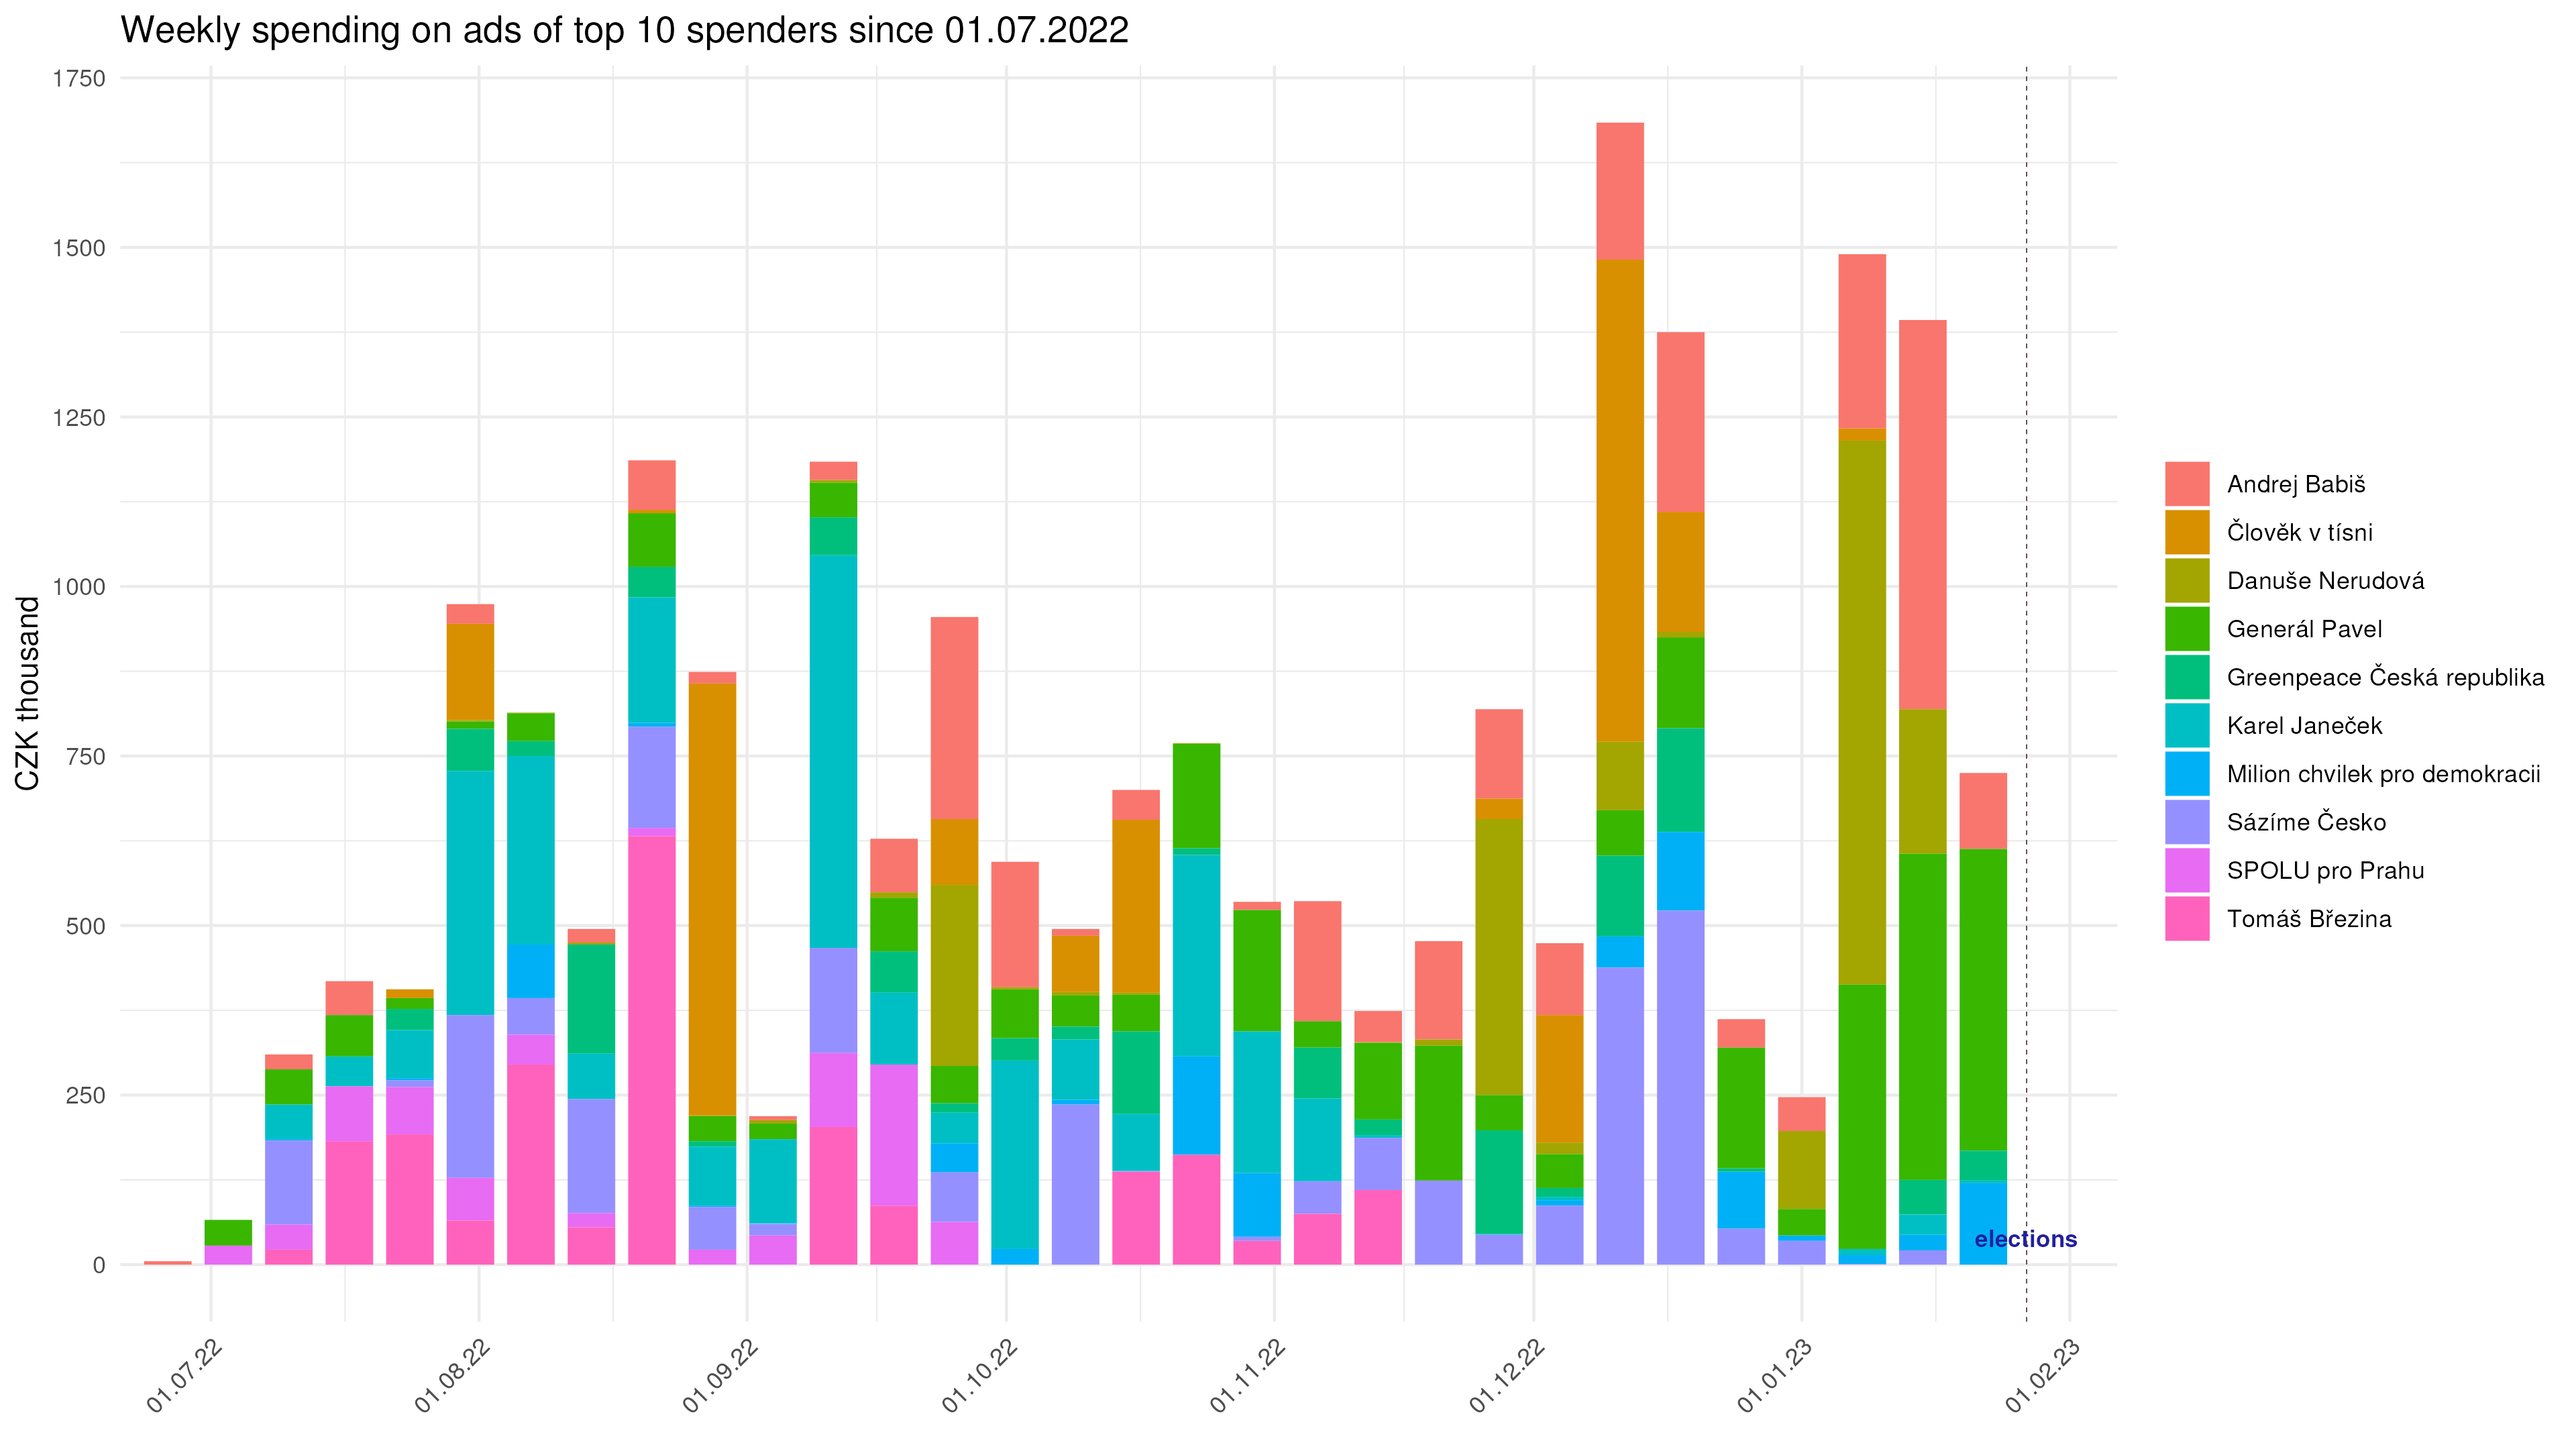 Weekly spending on ads of top 10 spenders since 01.07.2022
CZK thousand
1750
1500
1250
1000
750
500
250
0
elections
01.07.22
01.08.22
01.09.22
01.10.22
01.11.22
01.12.22
01.01.23
01.02.23
Andrej Babiš
Člověk v tísni
Danuše Nerudová
Generál Pavel
Greenpeace Česká republika
Karel Janeček
Milion chvilek pro demokracii
Sázíme Česko
SPOLU pro Prahu
Tomáš Březina